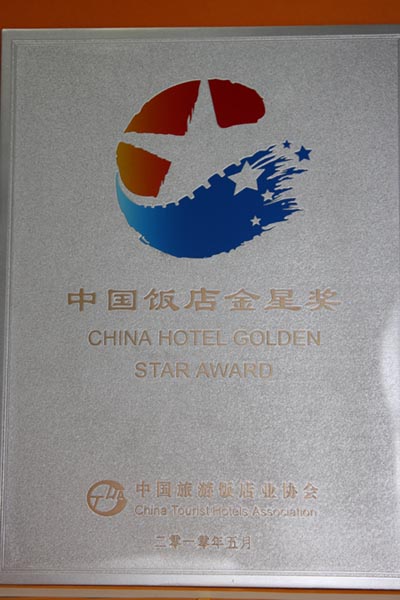 中国饭店金星奖
CHINA HOTEL GOLDEN
STAR AWARD
中国旅游饭店业协会
China Tourist Hotels Association
二零一零年五月